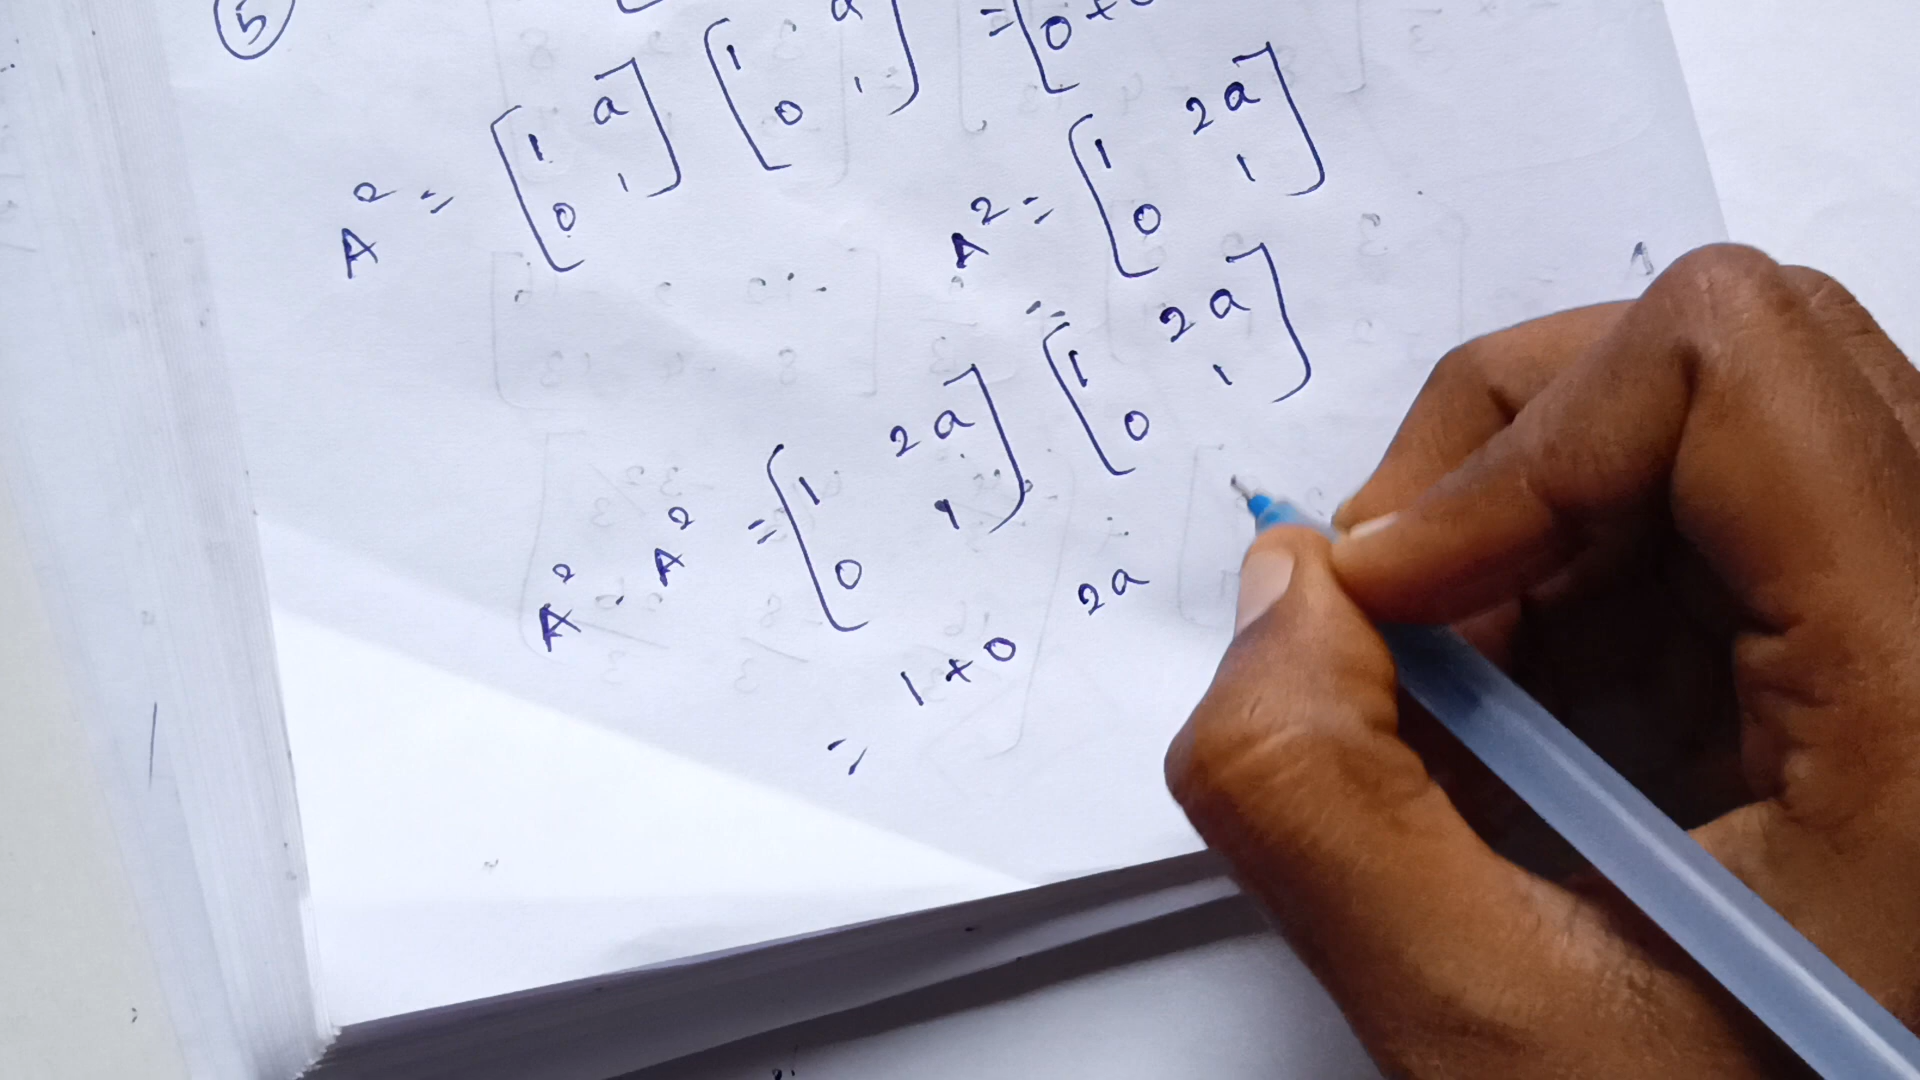 5
A² = [1 a] [1 a] = [0 +
[0 1] [0 1]
A² = [1 2a]
[0 1]
A² . A² = [1 2a] [1 2a] =
[0 1] [0 1]
= 1 + 0 2a